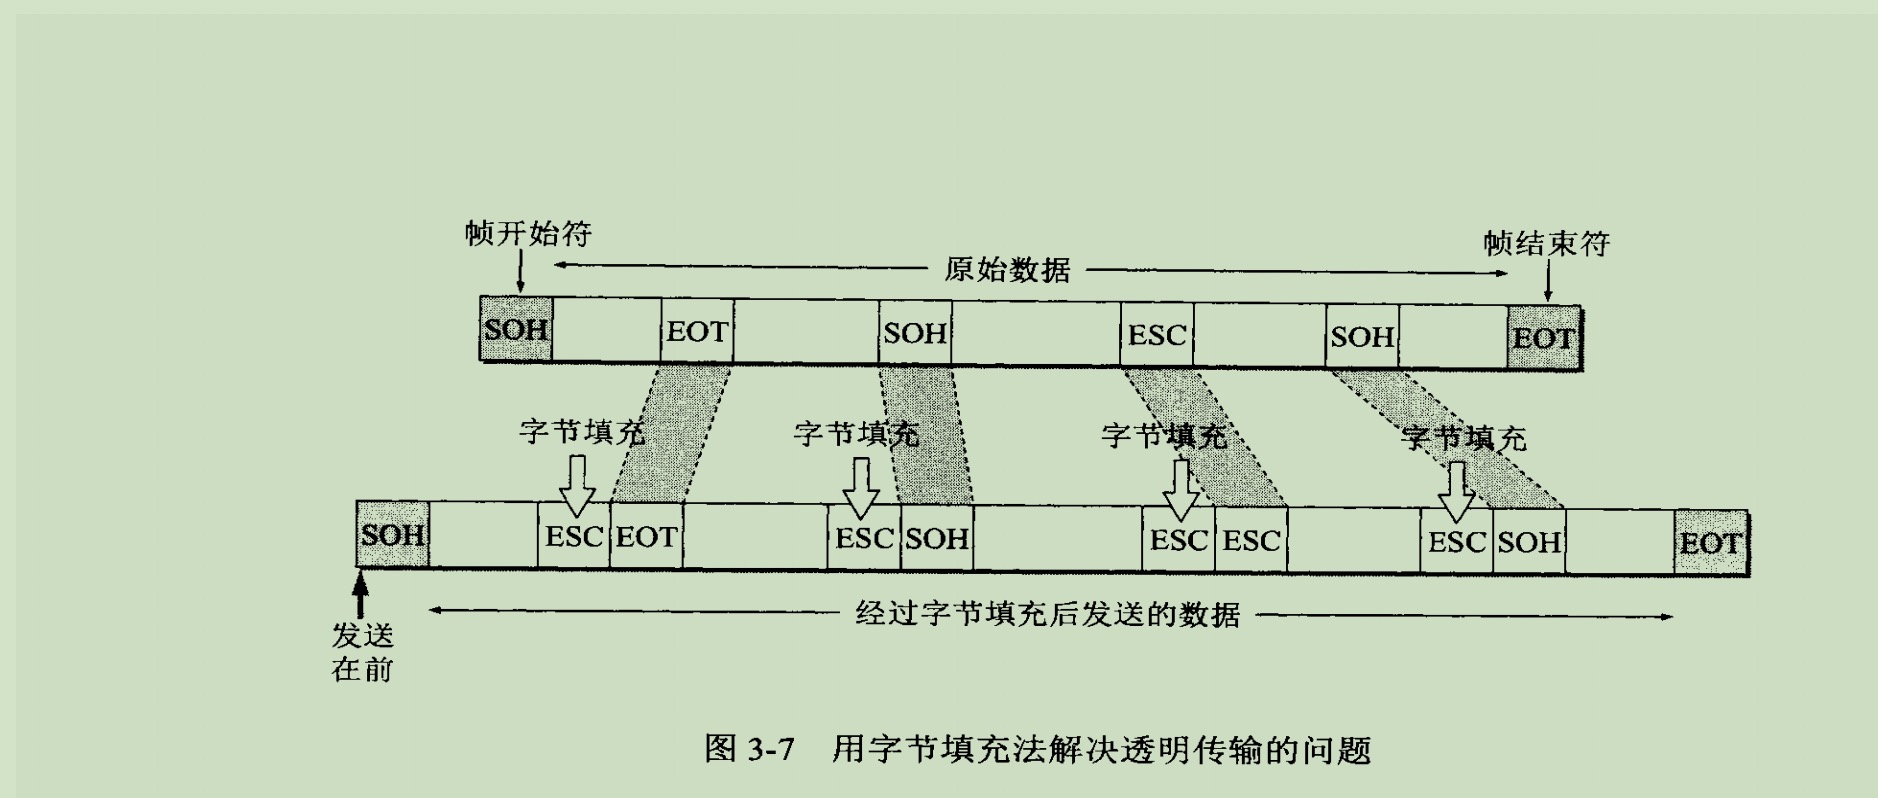 帧开始符
帧结束符
原始数据
SOH EOT SOH ESC SOH EOT
字节填充 字节填充 字节填充 字节填充
SOH ESC EOT ESC SOH ESC ESC ESC SOH EOT
经过字节填充后发送的数据
发送
在前
图 3-7 用字节填充法解决透明传输的问题